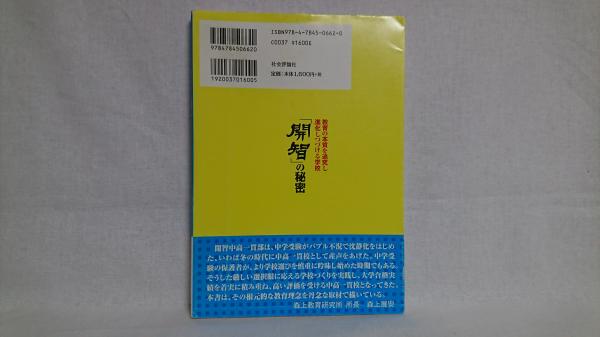 ISBN978-4-7845-0662-0
C0037 ¥1600E
9784784506620
1920037016005
社会評論社
定価:本体1,600円+税
教育の本質を追究し
進化しつづける学校
「開智」の秘密
開智中高一貫部は、中学受験がバブル不況で沈静化をはじめ
た、いわば冬の時代に中高一貫校として産声をあげた。中学受
験の保護者が、より学校選びを慎重に吟味し始めた時期でもある。
そうした厳しい選択眼に応える学校づくりを実践し、大学合格実
績を着実に積み重ね、高い評価を受ける中高一貫校となってきた。
本書は、その根元的な教育理念を丹念な取材で描いている。
森上教育研究所 所長 森上展安